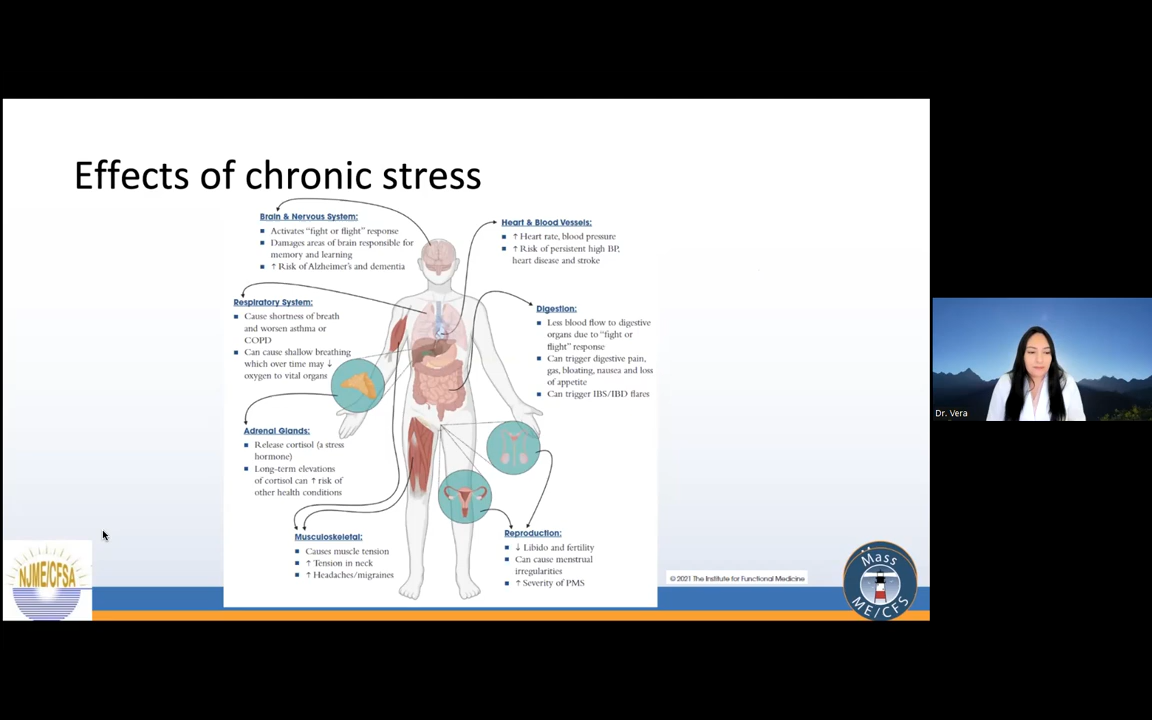 Effects of chronic stress
Brain & Nervous System:
■ Activates “fight or flight” response
■ Damages areas of brain responsible for
memory and learning
■ ↑ Risk of Alzheimer's and dementia
Heart & Blood Vessels:
■ ↑ Heart rate, blood pressure
■ ↑ Risk of persistent high BP,
heart disease and stroke
Respiratory System:
■ Cause shortness of breath
and worsen asthma or
COPD
■ Can cause shallow breathing
which over time may ↓
oxygen to vital organs
Digestion:
■ Less blood flow to digestive
organs due to “fight or
flight” response
■ Can trigger digestive pain,
gas, bloating, nausea and loss
of appetite
■ Can trigger IBS/IBD flares
Adrenal Glands:
■ Release cortisol (a stress
hormone)
■ Long-term elevations
of cortisol can ↑ risk of
other health conditions
Musculoskeletal:
■ Causes muscle tension
■ ↑ Tension in neck
■ ↑ Headaches/migraines
Reproduction:
■ ↓ Libido and fertility
■ Can cause menstrual
irregularities
■ ↑ Severity of PMS
© 2021 The Institute for Functional Medicine
NJME/CFSA
Mass
ME/CFS
Dr. Vera